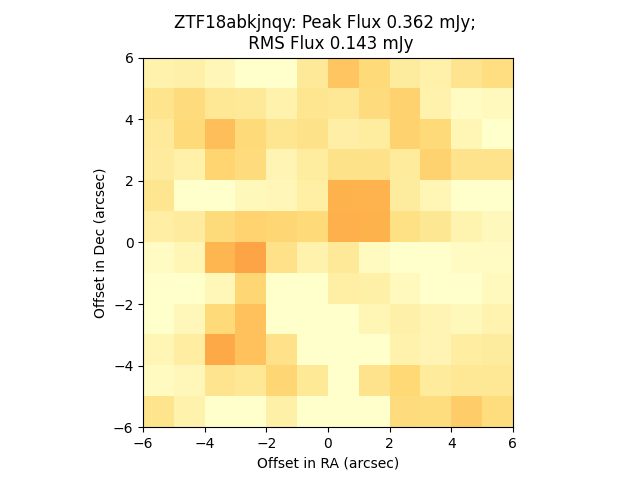 ZTF18abkjnqy: Peak Flux 0.362 mJy;
RMS Flux 0.143 mJy
6
4
2
0
−2
−4
−6
Offset in Dec (arcsec)
−6 −4 −2 0 2 4 6
Offset in RA (arcsec)